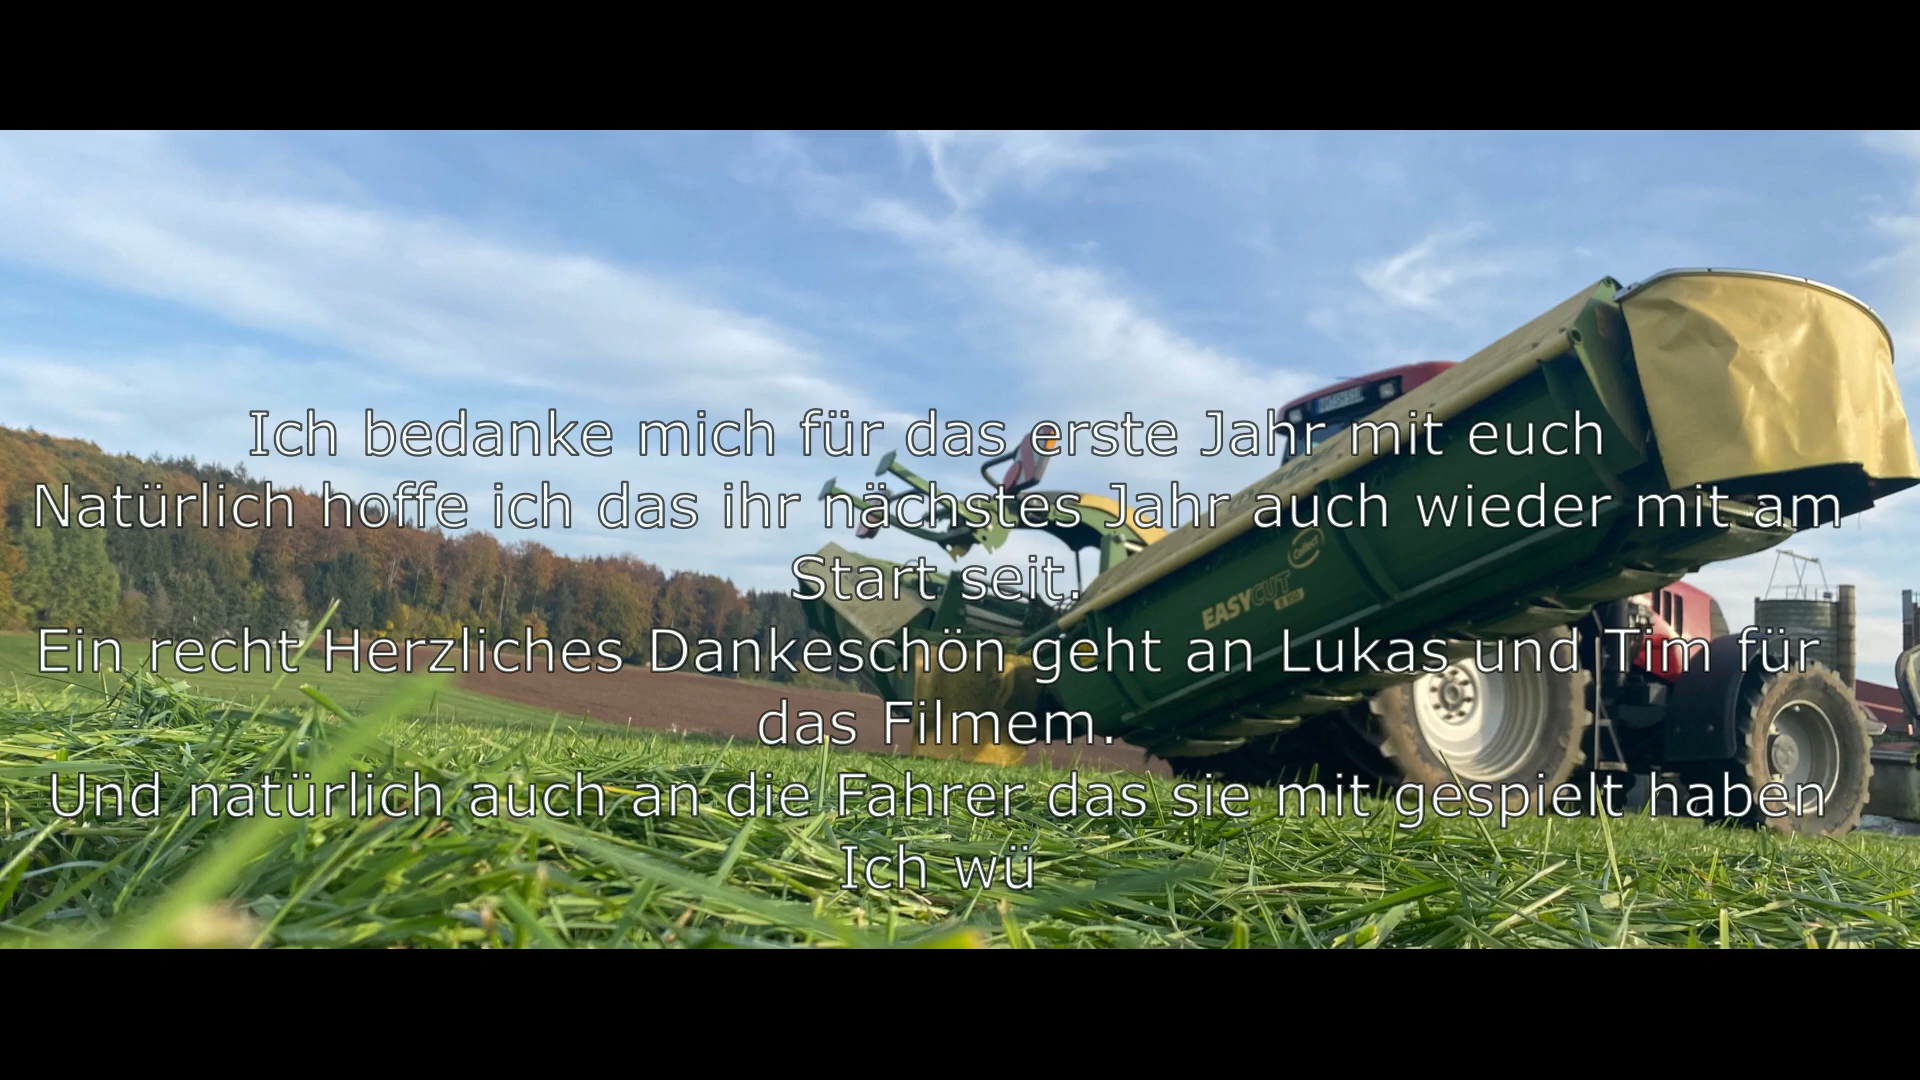 Ich bedanke mich für das erste Jahr mit euch
Natürlich hoffe ich das ihr nächstes Jahr auch wieder mit am
Start seit.
Ein recht Herzliches Dankeschön geht an Lukas und Tim für
das Filmem.
Und natürlich auch an die Fahrer das sie mit gespielt haben
Ich wü
Collect
EASYCUT